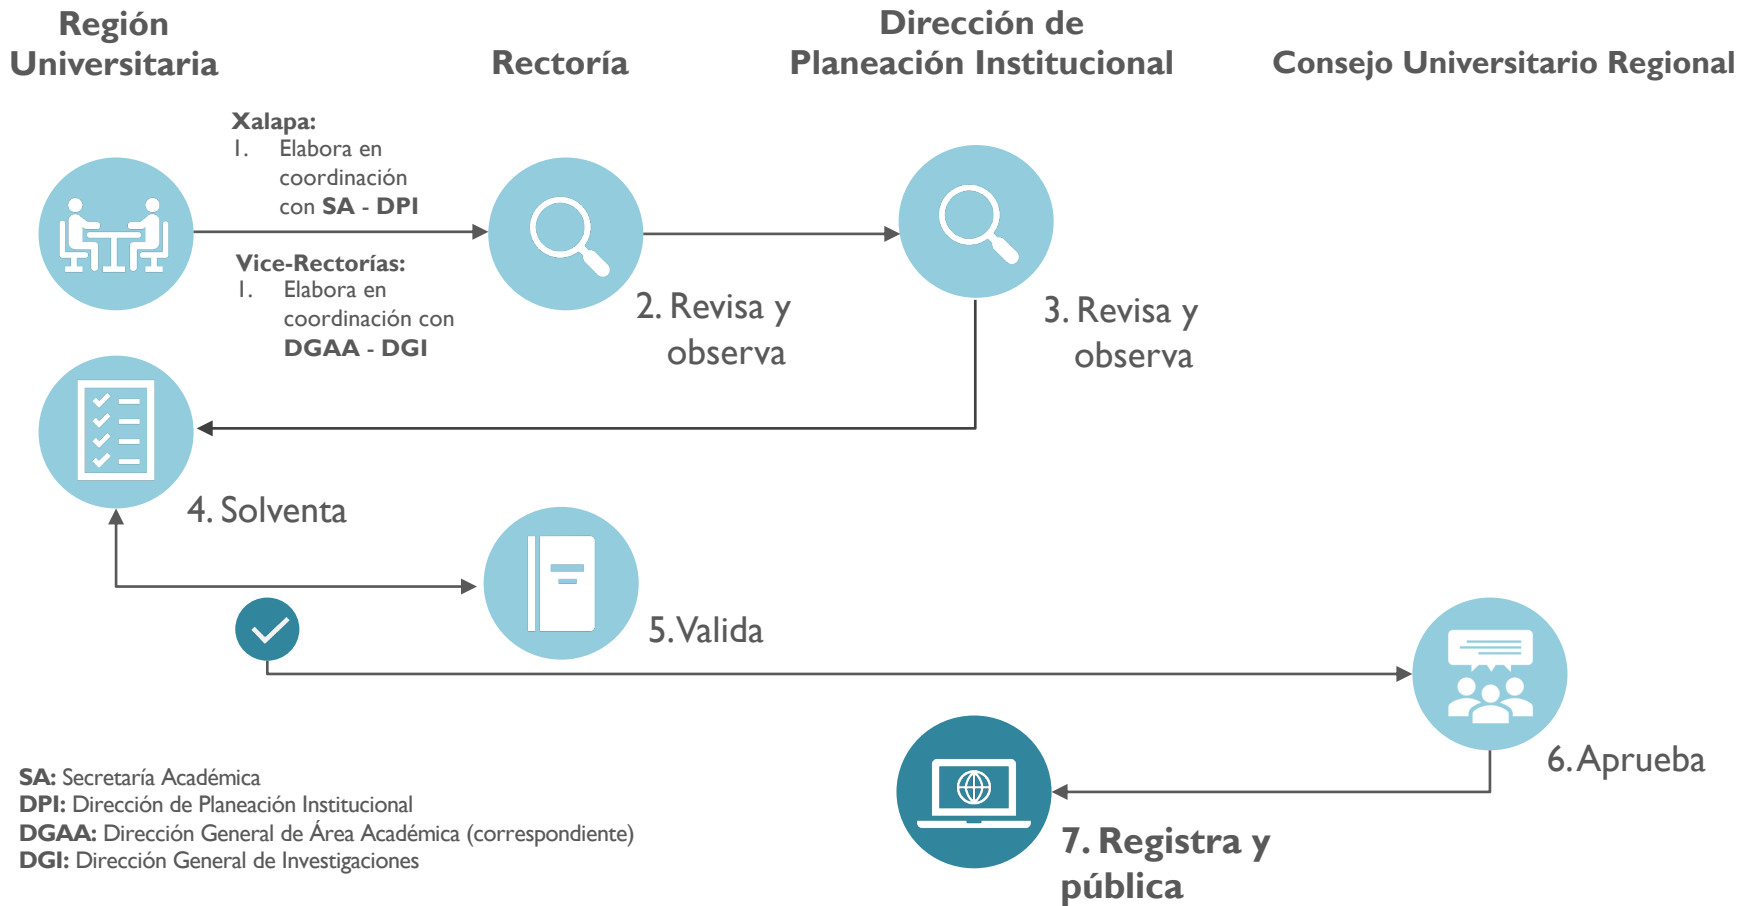 Región
Universitaria
Rectoría
Dirección de
Planeación Institucional
Consejo Universitario Regional
Xalapa:
1. Elabora en
coordinación
con SA - DPI
Vice-Rectorías:
1. Elabora en
coordinación con
DGAA - DGI
2. Revisa y
observa
3. Revisa y
observa
4. Solventa
5. Valida
6. Aprueba
7. Registra y
pública
SA: Secretaría Académica
DPI: Dirección de Planeación Institucional
DGAA: Dirección General de Área Académica (correspondiente)
DGI: Dirección General de Investigaciones